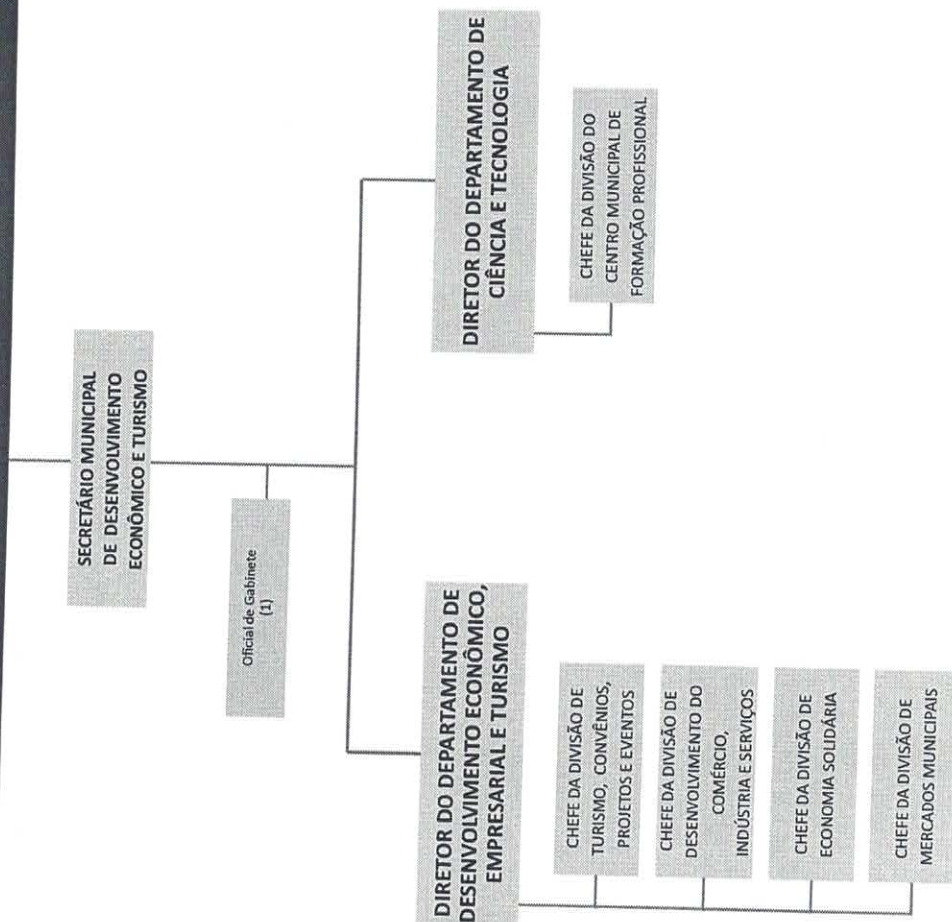 SECRETÁRIO MUNICIPAL
DE DESENVOLVIMENTO
ECONÔMICO E TURISMO
Oficial de Gabinete
(1)
DIRETOR DO DEPARTAMENTO DE
DESENVOLVIMENTO ECONÔMICO,
EMPRESARIAL E TURISMO
CHEFE DA DIVISÃO DE
TURISMO, CONVÊNIOS,
PROJETOS E EVENTOS
CHEFE DA DIVISÃO DE
DESENVOLVIMENTO DO
COMÉRCIO,
INDÚSTRIA E SERVIÇOS
CHEFE DA DIVISÃO DE
ECONOMIA SOLIDÁRIA
CHEFE DA DIVISÃO DE
MERCADOS MUNICIPAIS
DIRETOR DO DEPARTAMENTO DE
CIÊNCIA E TECNOLOGIA
CHEFE DA DIVISÃO DO
CENTRO MUNICIPAL DE
FORMAÇÃO PROFISSIONAL